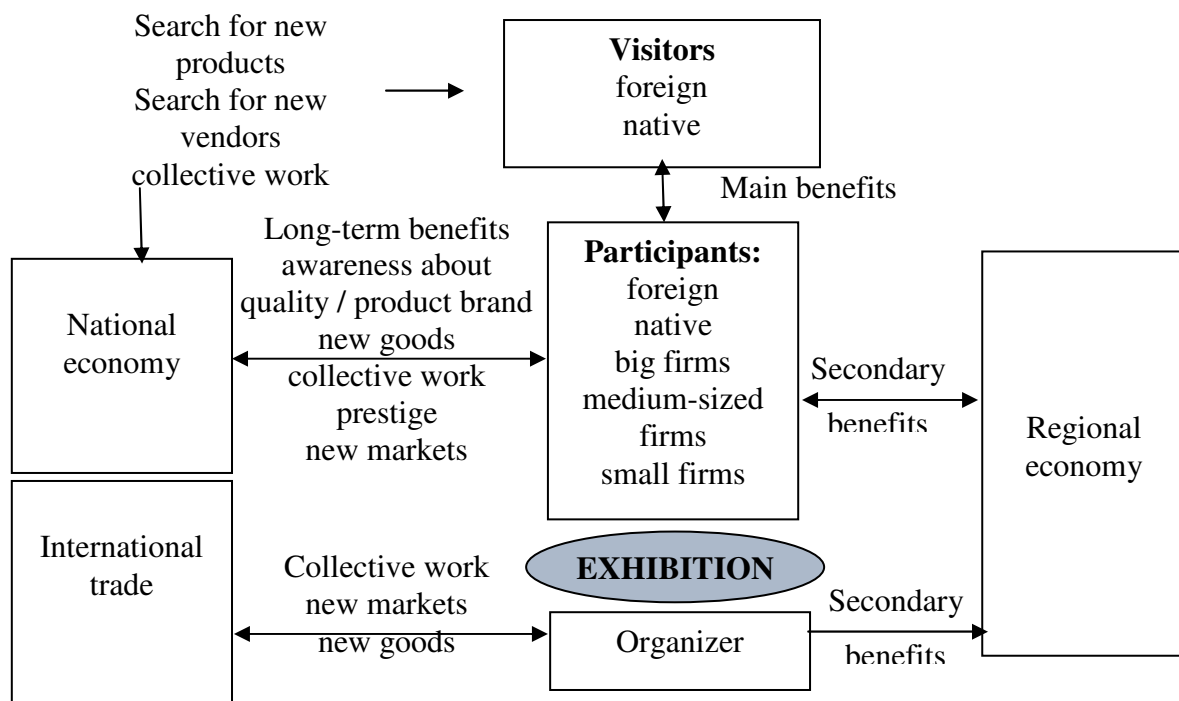 Search for new
products
Search for new
vendors
collective work
Visitors
foreign
native
Main benefits
Long-term benefits
awareness about
quality / product brand
new goods
collective work
prestige
new markets
National
economy
Participants:
foreign
native
big firms
medium-sized
firms
small firms
Secondary
benefits
Regional
economy
International
trade
Collective work
new markets
new goods
EXHIBITION
Organizer
Secondary
benefits